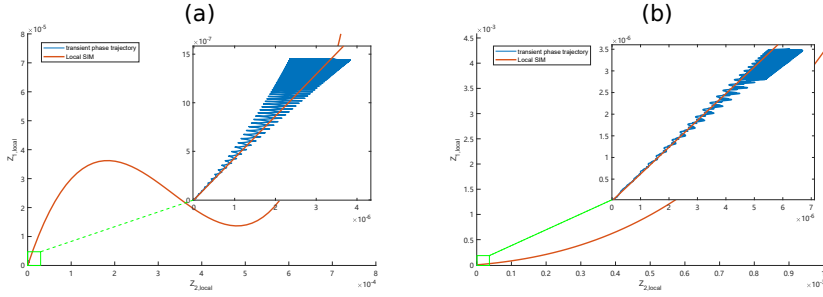 (a)
8 ×10⁻⁵
7
6
5
4
3
2
1
0
Z1,local
transient phase trajectory
Local SIM
×10⁻⁷
15
10
5
0
0 1 2 3 4
×10⁻⁶
0 1 2 3 4 5 6 7 8
×10⁻⁴
Z2,local
(b)
4.5 ×10⁻³
4
3.5
3
2.5
2
1.5
1
0.5
0
Z1,local
transient phase trajectory
Local SIM
×10⁻⁶
3.5
3
2.5
2
1.5
1
0.5
0 1 2 3 4 5 6 7
×10⁻⁶
0 0.1 0.2 0.3 0.4 0.5 0.6 0.7 0.8 0.9 1
Z2,local